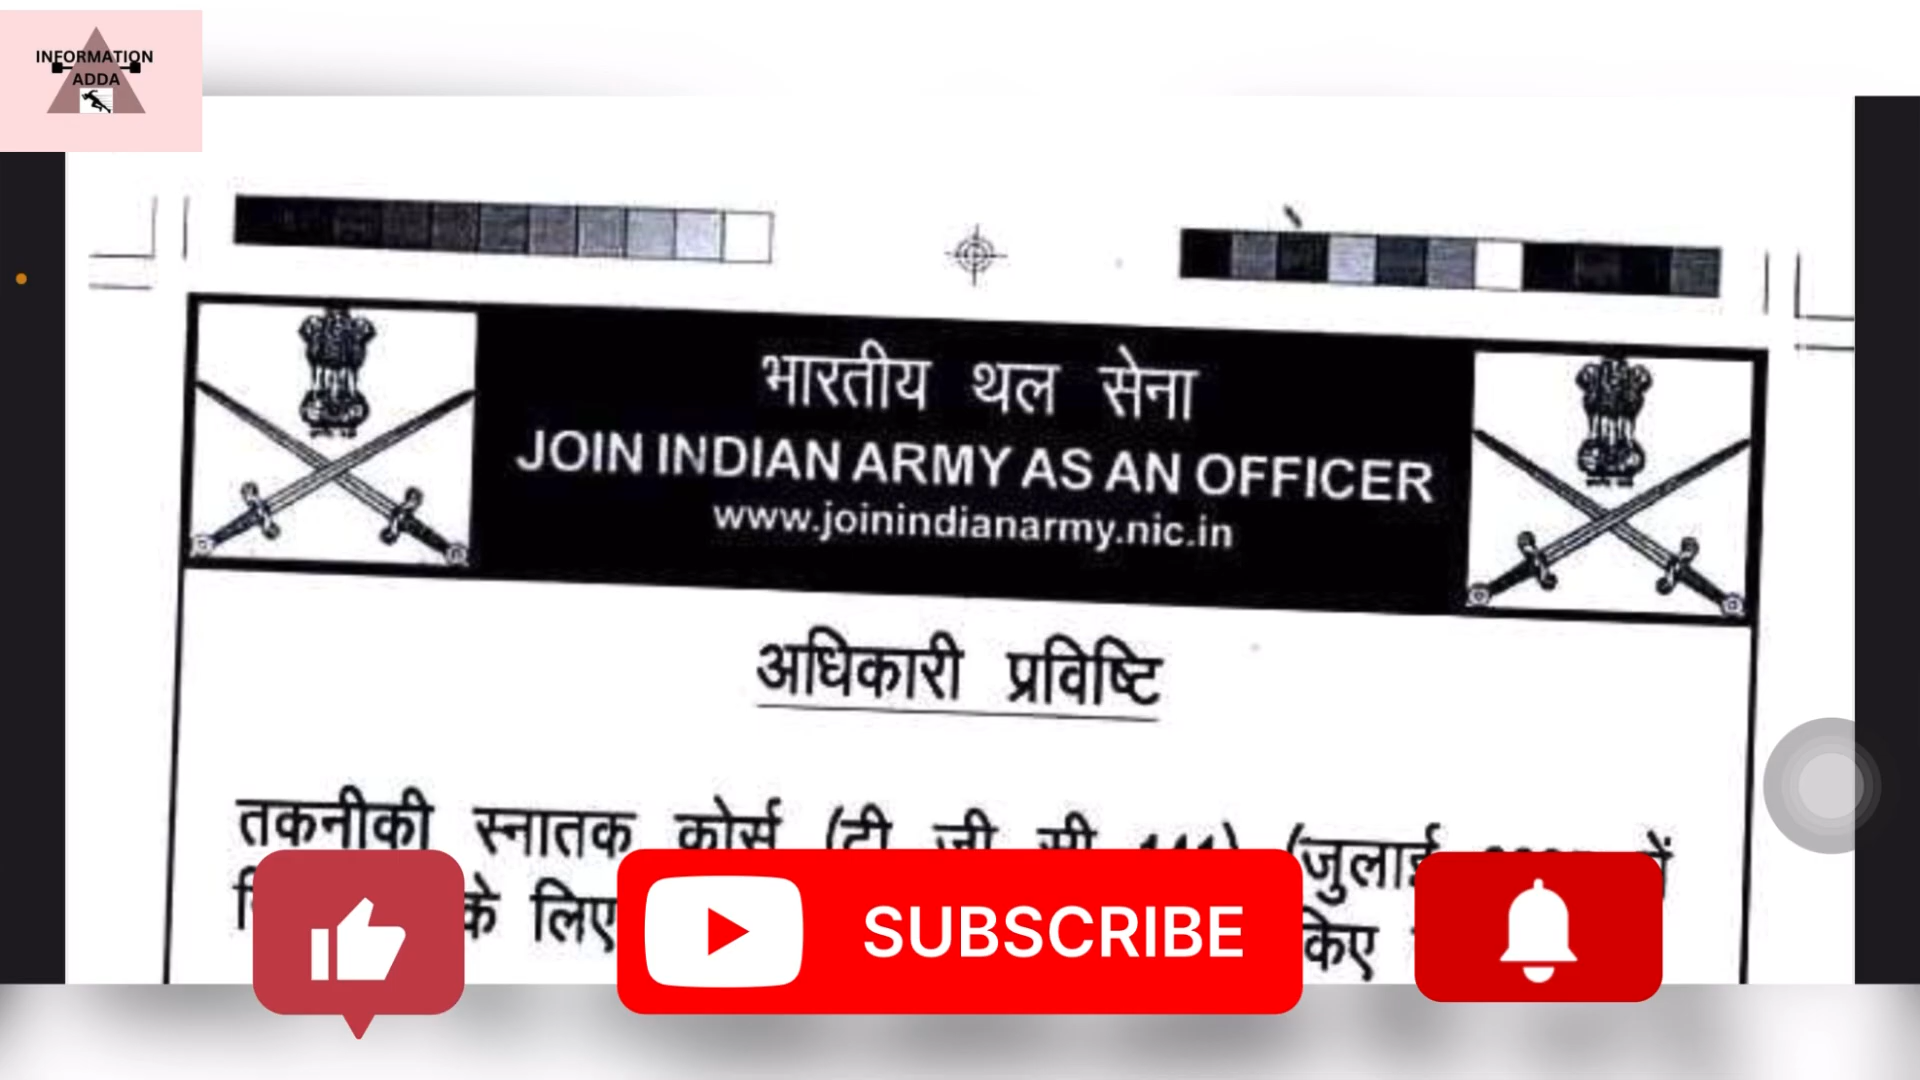 INFORMATION
ADDA
भारतीय थल सेना
JOIN INDIAN ARMY AS AN OFFICER
www.joinindianarmy.nic.in
अधिकारी प्रविष्टि
तकनीकी स्नातक कोर्स (टी जी सी 141) (जुलाई में
के लिए किए
SUBSCRIBE